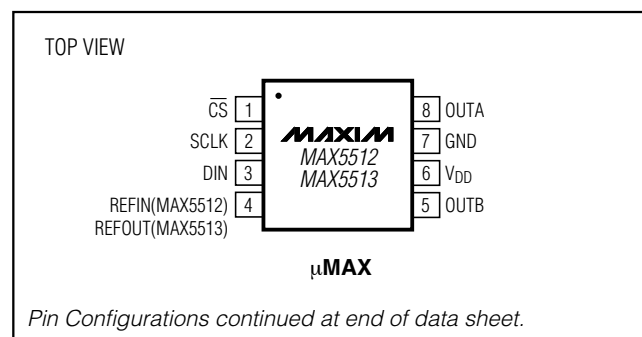 TOP VIEW
C̅S̅ 1
8 OUTA
SCLK 2
MAXIM
7 GND
DIN 3
MAX5512
MAX5513
6 VDD
REFIN(MAX5512) 4
REFOUT(MAX5513)
5 OUTB
µMAX
Pin Configurations continued at end of data sheet.